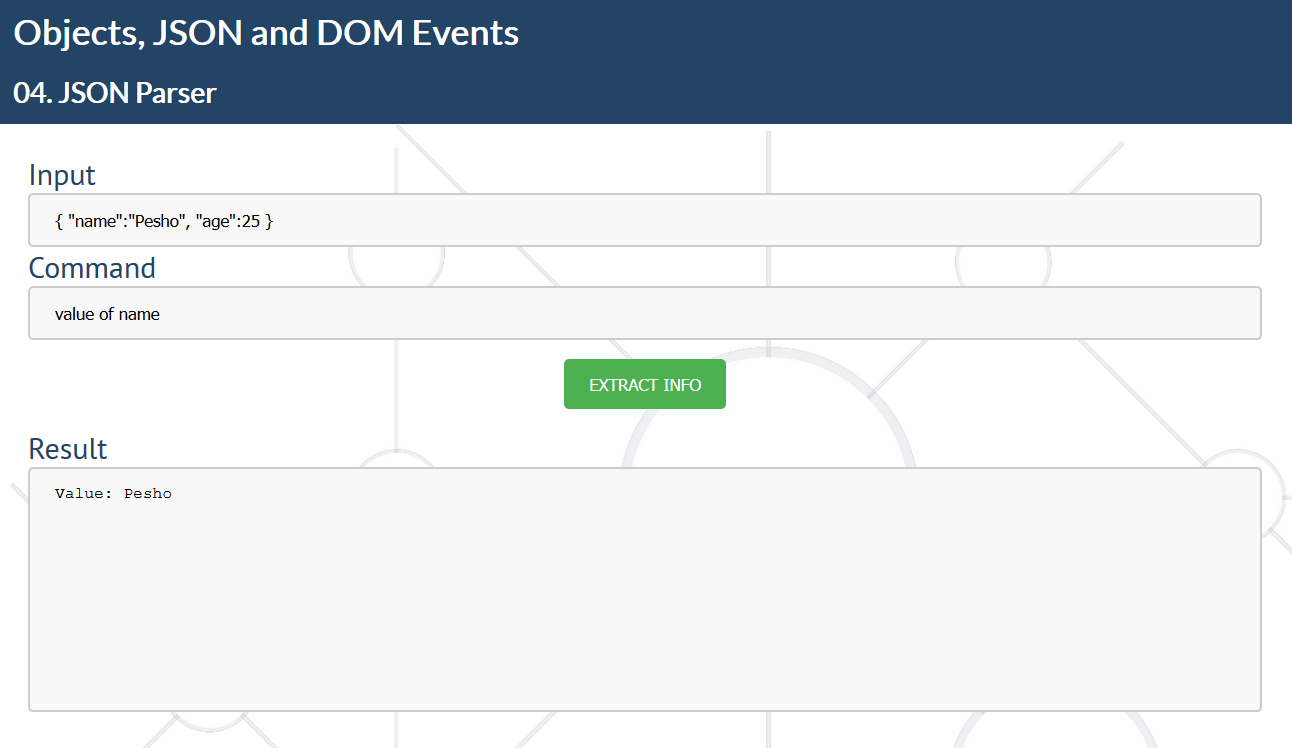 Objects, JSON and DOM Events
04. JSON Parser
Input
{ "name":"Pesho", "age":25 }
Command
value of name
EXTRACT INFO
Result
Value: Pesho